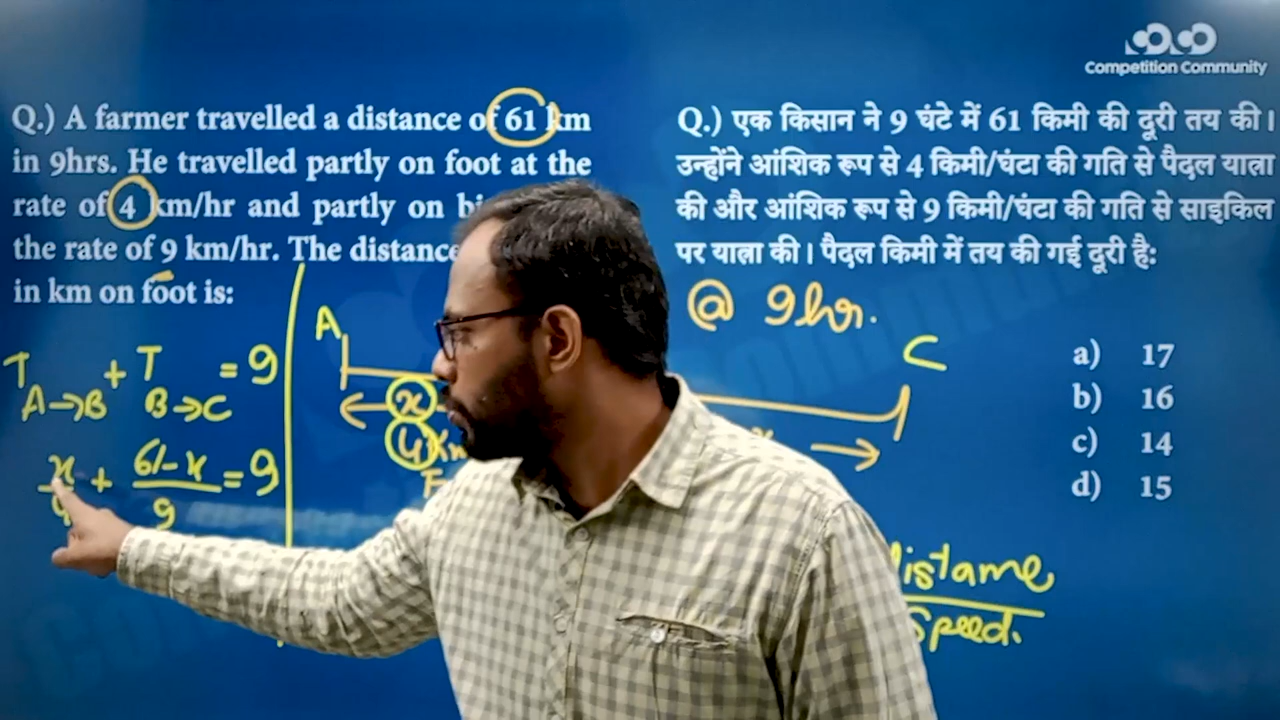 Competition Community
Q.) A farmer travelled a distance of 61 km
in 9hrs. He travelled partly on foot at the
rate of 4 km/hr and partly on
the rate of 9 km/hr. The distance
in km on foot is:
Q.) एक किसान ने 9 घंटे में 61 किमी की दूरी तय की।
उन्होंने आंशिक रूप से 4 किमी/घंटा की गति से पैदल यात्रा
की और आंशिक रूप से 9 किमी/घंटा की गति से साइकिल
पर यात्रा की। पैदल किमी में तय की गई दूरी है:
@ 9hr.
A
C
a) 17
b) 16
c) 14
d) 15
T A→B + T B→C = 9
x/4 + 61-x/9 = 9
x
4
Speed.